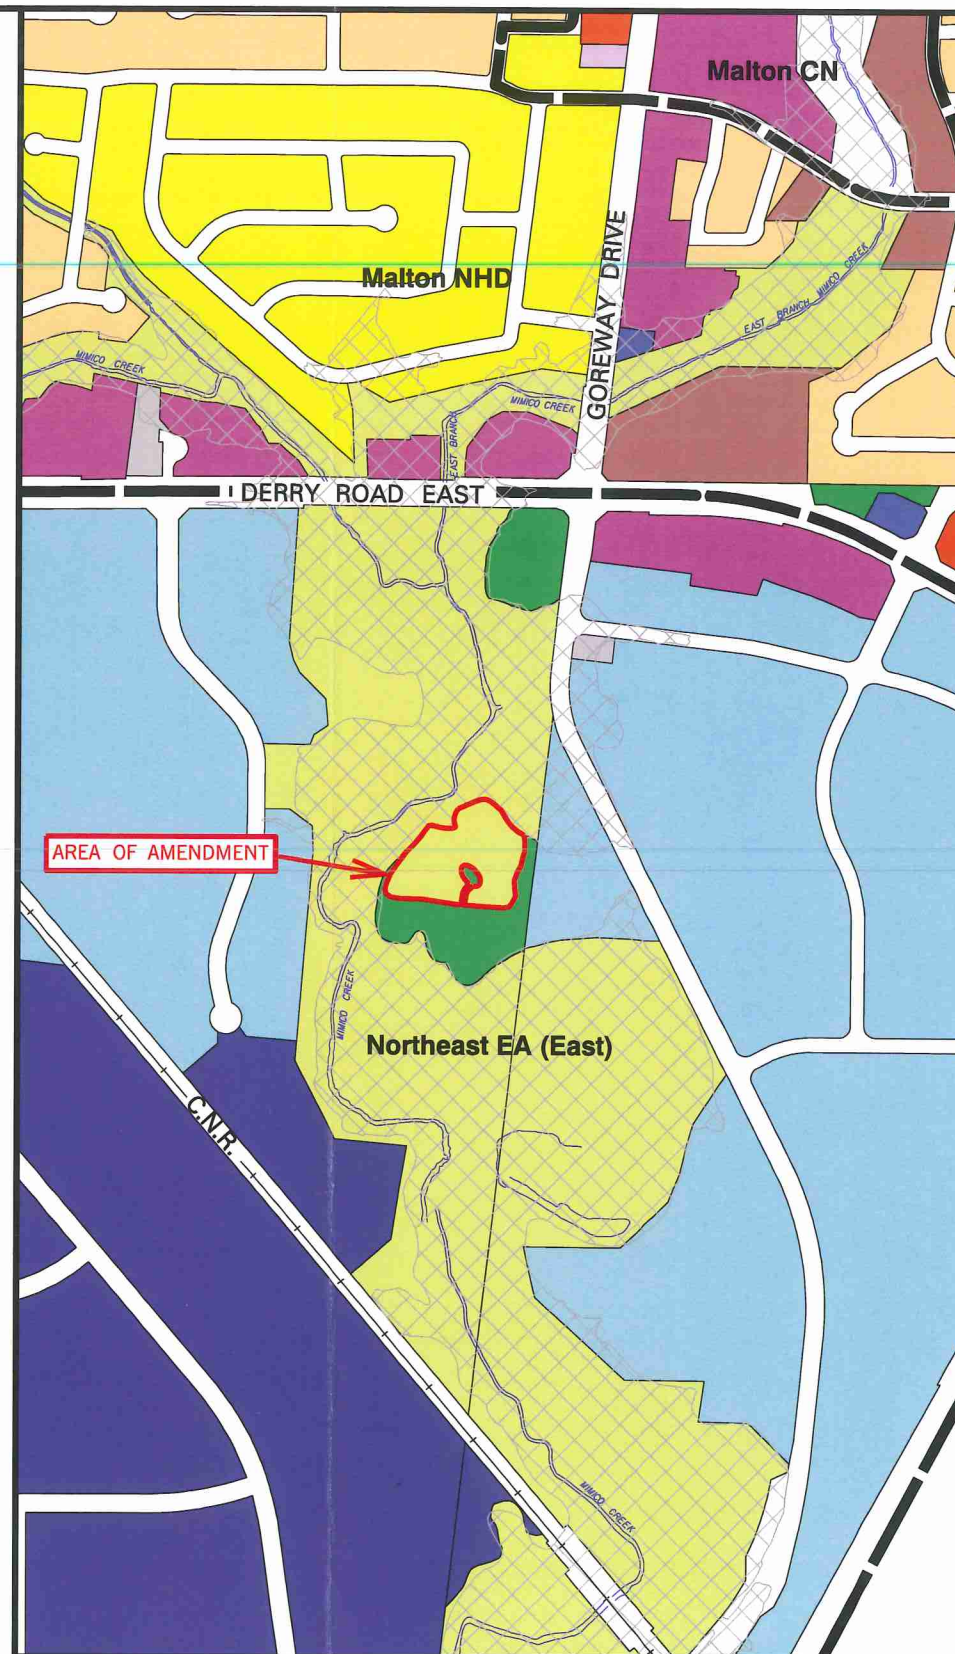 Malton CN
GOREWAY DRIVE
Malton NHD
EAST BRANCH MIMICO CREEK
MIMICO CREEK
MIMICO CREEK
EAST BRANCH
DERRY ROAD EAST
AREA OF AMENDMENT
MIMICO CREEK
Northeast EA (East)
C.N.R.
MIMICO CREEK